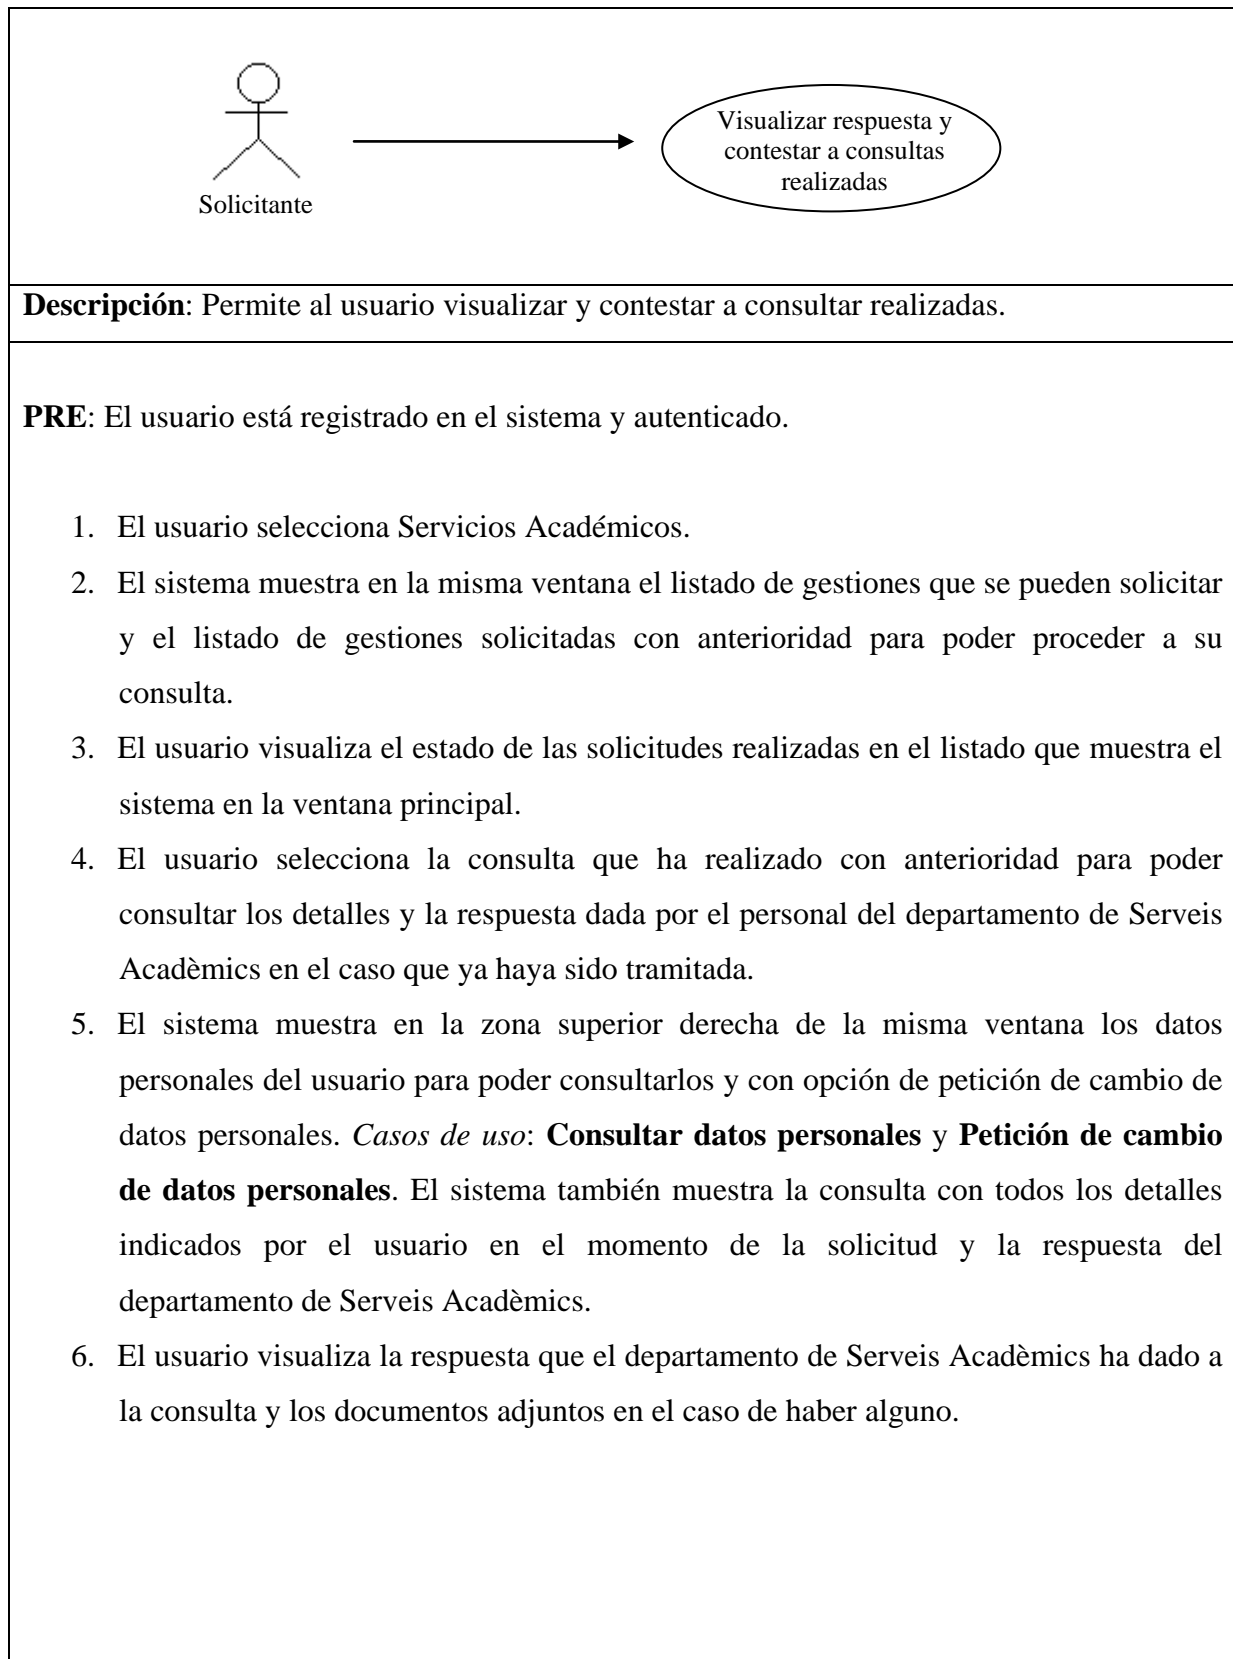 Visualizar respuesta y
contestar a consultas
realizadas
Solicitante
Descripción: Permite al usuario visualizar y contestar a consultar realizadas.
PRE: El usuario está registrado en el sistema y autenticado.
1. El usuario selecciona Servicios Académicos.
2. El sistema muestra en la misma ventana el listado de gestiones que se pueden solicitar
y el listado de gestiones solicitadas con anterioridad para poder proceder a su
consulta.
3. El usuario visualiza el estado de las solicitudes realizadas en el listado que muestra el
sistema en la ventana principal.
4. El usuario selecciona la consulta que ha realizado con anterioridad para poder
consultar los detalles y la respuesta dada por el personal del departamento de Serveis
Acadèmics en el caso que ya haya sido tramitada.
5. El sistema muestra en la zona superior derecha de la misma ventana los datos
personales del usuario para poder consultarlos y con opción de petición de cambio de
datos personales. Casos de uso: Consultar datos personales y Petición de cambio
de datos personales. El sistema también muestra la consulta con todos los detalles
indicados por el usuario en el momento de la solicitud y la respuesta del
departamento de Serveis Acadèmics.
6. El usuario visualiza la respuesta que el departamento de Serveis Acadèmics ha dado a
la consulta y los documentos adjuntos en el caso de haber alguno.